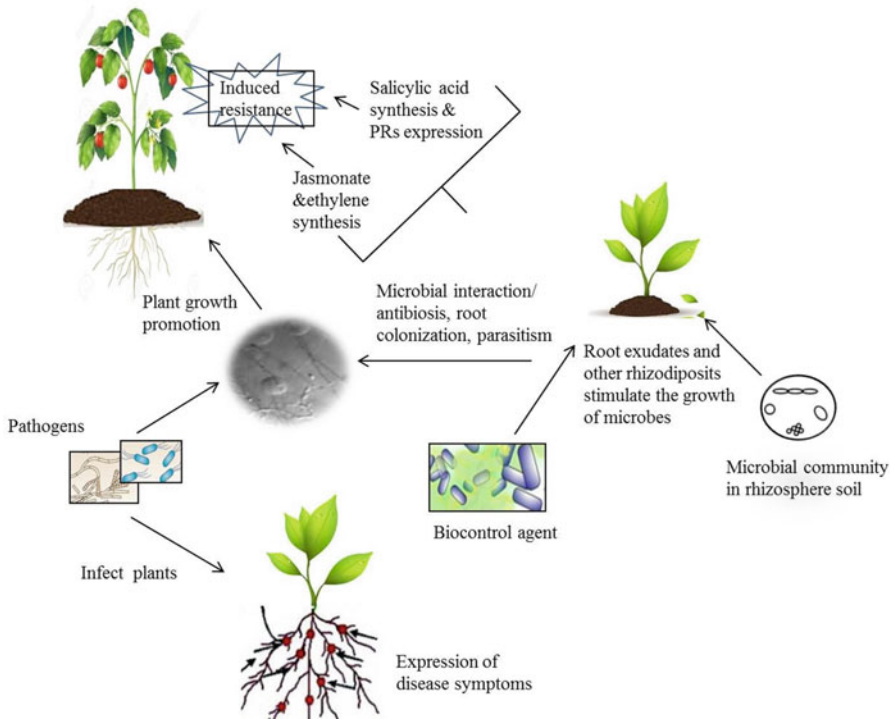 Induced
resistance
Salicylic acid
synthesis &
PRs expression
Jasmonate
&ethylene
synthesis
Plant growth
promotion
Microbial interaction/
antibiosis, root
colonization, parasitism
Root exudates and
other rhizodiposits
stimulate the growth
of microbes
Pathogens
Microbial community
in rhizosphere soil
Biocontrol agent
Infect plants
Expression of
disease symptoms